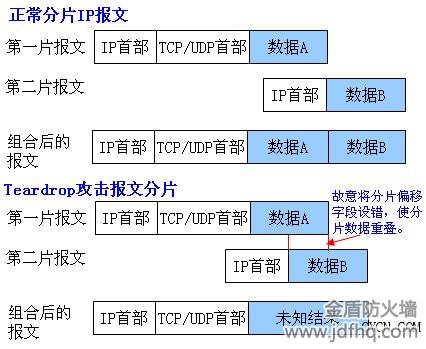 正常分片IP报文
第一片报文 IP首部 TCP/UDP首部 数据A
第二片报文 IP首部 数据B
组合后的 IP首部 TCP/UDP首部 数据A 数据B
报文
Teardrop攻击报文分片
故意将分片偏移
字段设错，使分
片数据重叠。
第一片报文 IP首部 TCP/UDP首部 数据A
第二片报文 IP首部 数据B
组合后的 IP首部 TCP/UDP首部 未知结果
报文
金盾防火墙
www.jdfhq.com